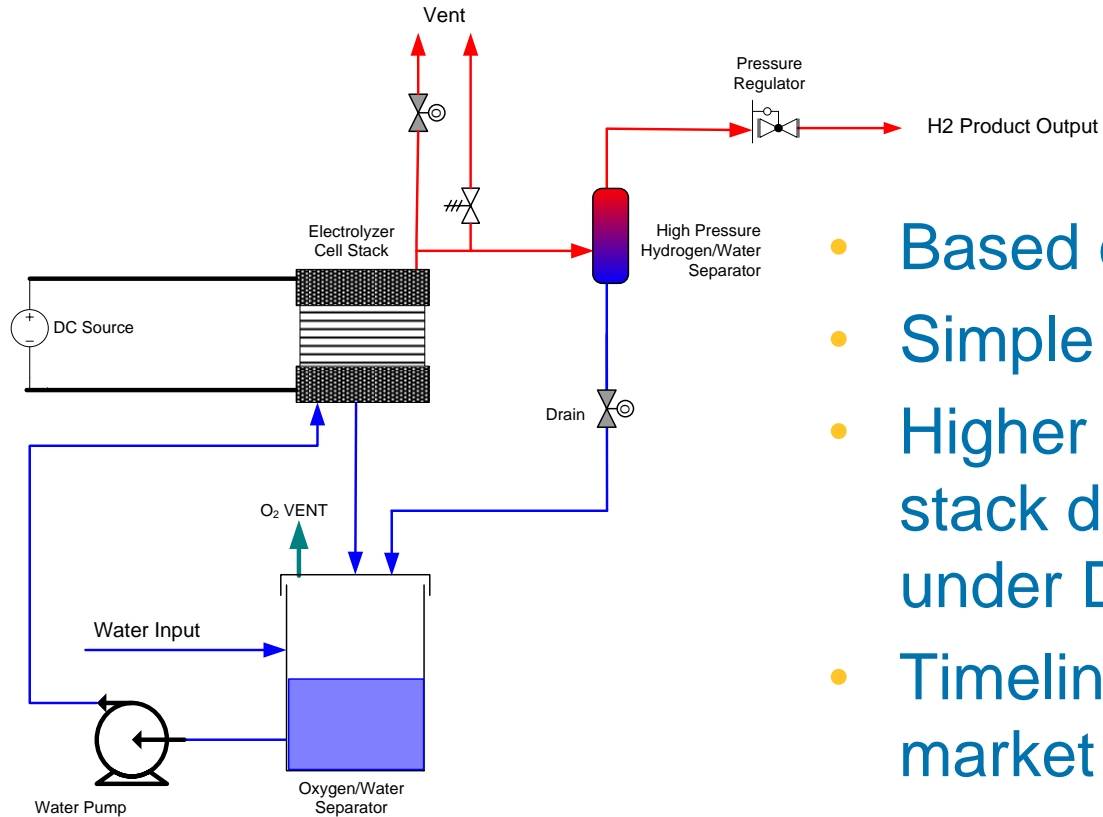 Vent
Pressure
Regulator
H2 Product Output
Electrolyzer
Cell Stack
High Pressure
Hydrogen/Water
Separator
+
−
DC Source
Drain
O₂ VENT
Water Input
Oxygen/Water
Separator
Water Pump
• Based
• Simple
• Higher
stack
under
• 
market